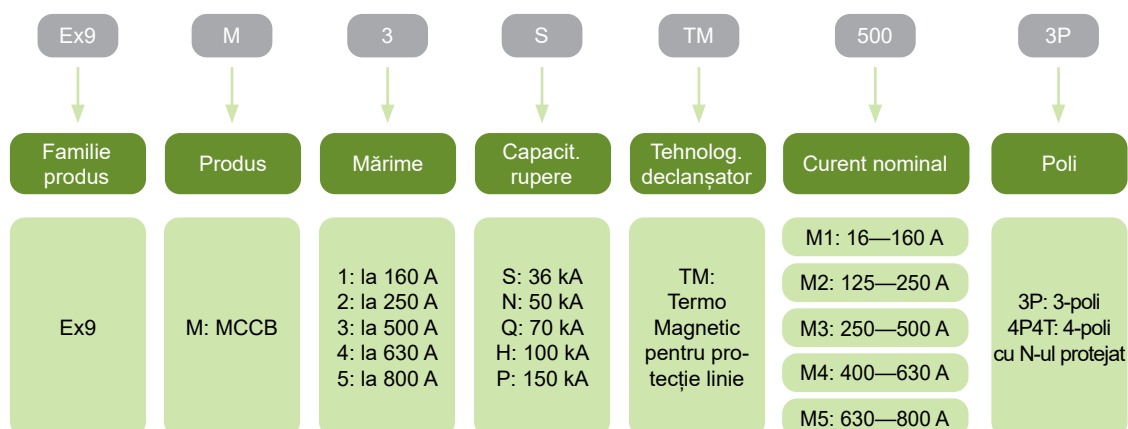 Ex9
M
3
S
TM
500
3P
Familie
produs
Produs
Mărime
Capacit.
rupere
Tehnolog.
declanșator
Curent nominal
Poli
Ex9
M: MCCB
1: la 160 A
2: la 250 A
3: la 500 A
4: la 630 A
5: la 800 A
S: 36 kA
N: 50 kA
Q: 70 kA
H: 100 kA
P: 150 kA
TM:
Termo
Magnetic
pentru pro-
tecție linie
M1: 16—160 A
M2: 125—250 A
M3: 250—500 A
M4: 400—630 A
M5: 630—800 A
3P: 3-poli
4P4T: 4-poli
cu N-ul protejat